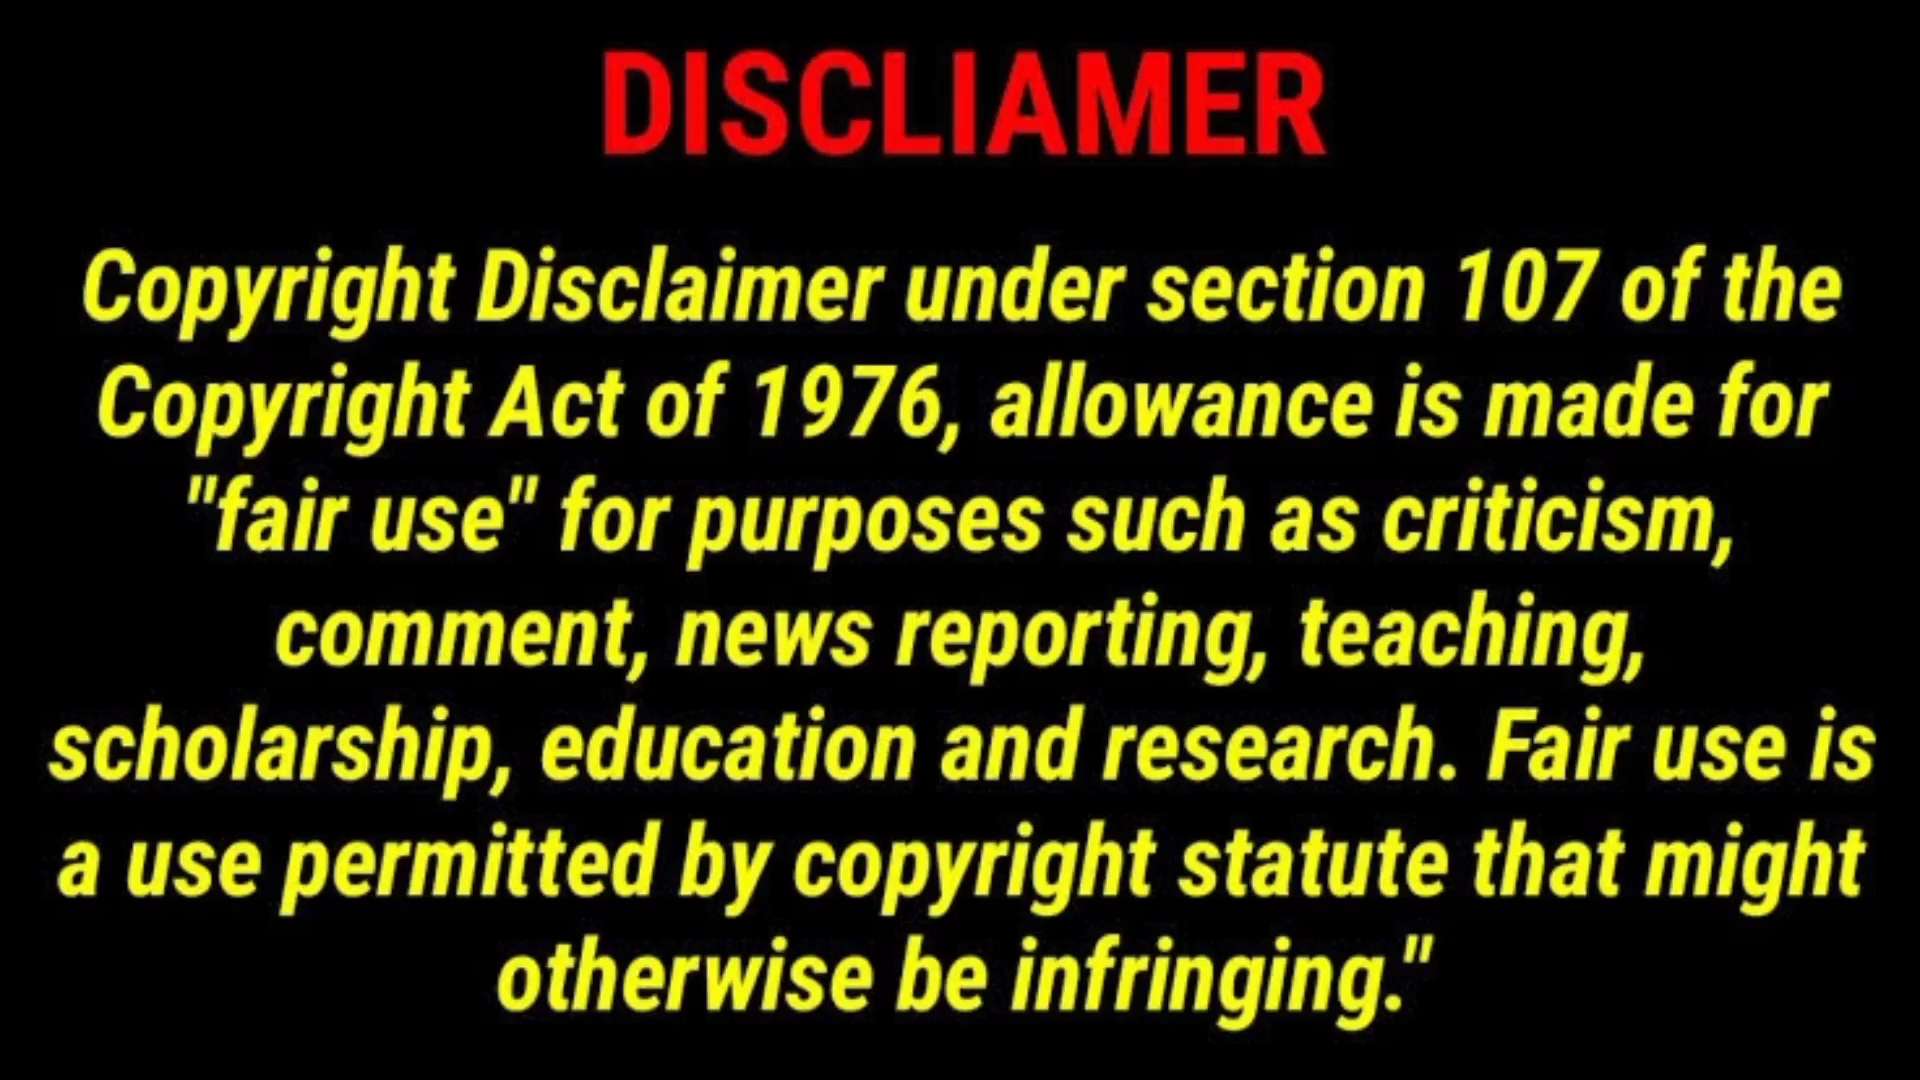 DISCLIAMER
Copyright Disclaimer under section 107 of the
Copyright Act of 1976, allowance is made for
"fair use" for purposes such as criticism,
comment, news reporting, teaching,
scholarship, education and research. Fair use is
a use permitted by copyright statute that might
otherwise be infringing."